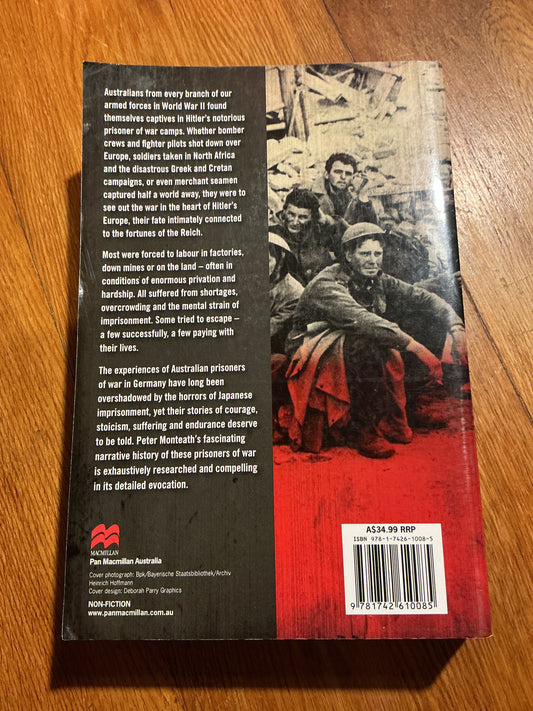 Australians from every branch of our
armed forces in World War II found
themselves captives in Hitler's notorious
prisoner of war camps. Whether bomber
crews and fighter pilots shot down over
Europe, soldiers taken in North Africa
and the disastrous Greek and Cretan
campaigns, or even merchant seamen
captured half a world away, they were to
see out the war in the heart of Hitler's
Europe, their fate intimately connected
to the fortunes of the Reich.
Most were forced to labour in factories,
down mines or on the land – often in
conditions of enormous privation and
hardship. All suffered from shortages,
overcrowding and the mental strain of
imprisonment. Some tried to escape –
a few successfully, a few paying with
their lives.
The experiences of Australian prisoners
of war in Germany have long been
overshadowed by the horrors of Japanese
imprisonment, yet their stories of courage,
stoicism, suffering and endurance deserve
to be told. Peter Monteath's fascinating
narrative history of these prisoners of war
is exhaustively researched and compelling
in its detailed evocation.
MACMILLAN
Pan Macmillan Australia
Cover photograph: Bpk/Bayerische Staatsbibliothek/Archiv
Heinrich Hoffmann
Cover design: Deborah Parry Graphics
NON-FICTION
www.panmacmillan.com.au
A$34.99 RRP
ISBN 978-1-7426-1008-5
9 781742 610085